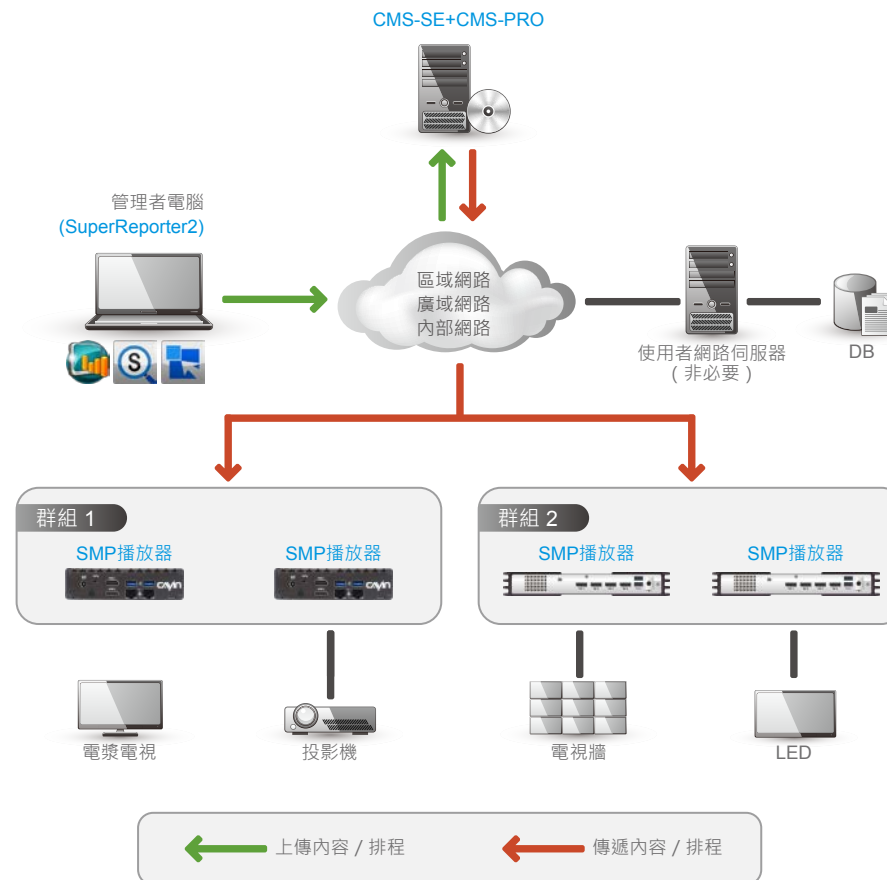 CMS-SE+CMS-PRO
管理者電腦
(SuperReporter2)
區域網路
廣域網路
內部網路
S
使用者網路伺服器
( 非必要 )
DB
群組 1
SMP播放器
SMP播放器
CAYIN
CAYIN
群組 2
SMP播放器
SMP播放器
電漿電視
投影機
電視牆
LED
上傳內容 / 排程
傳遞內容 / 排程